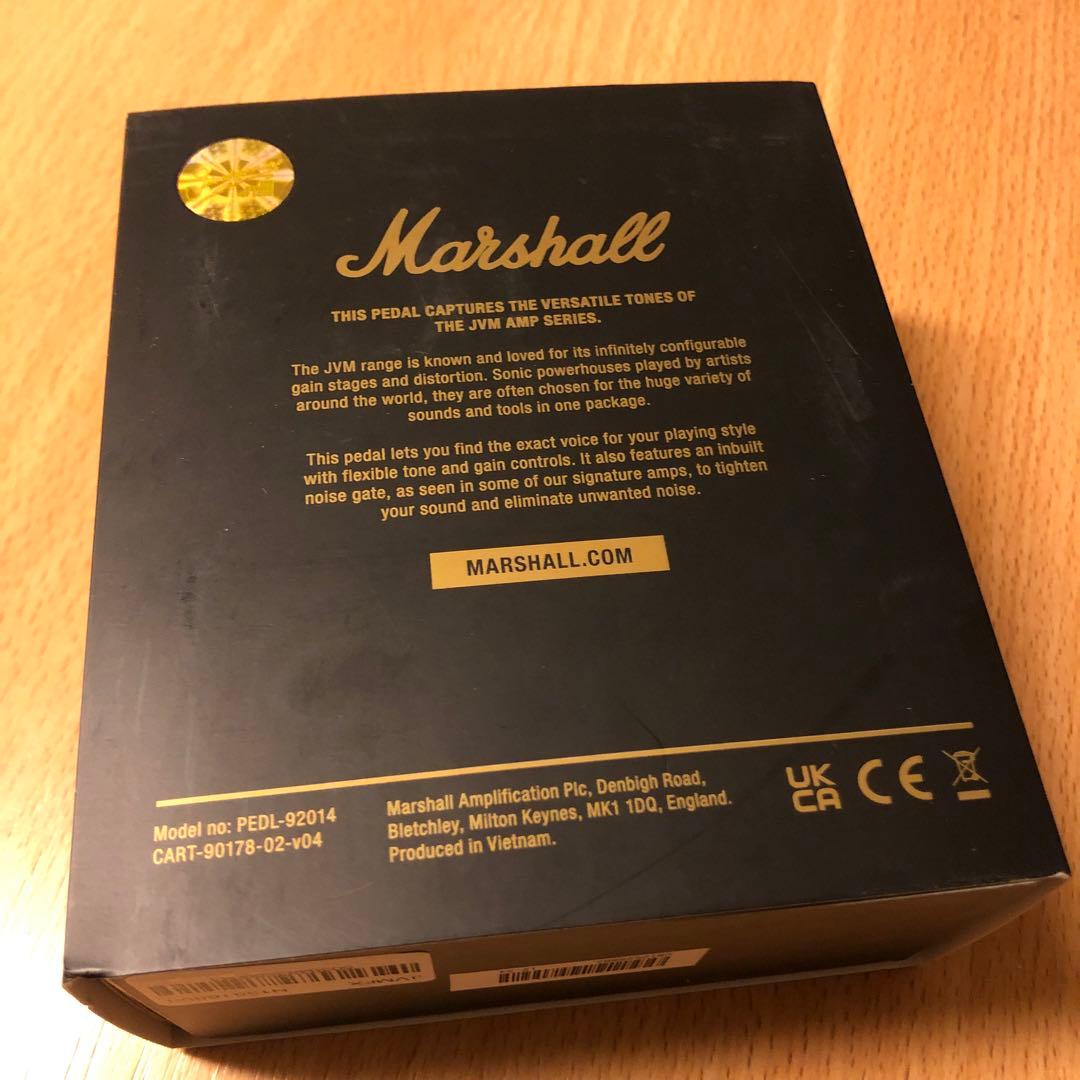 Marshall
THIS PEDAL CAPTURES THE VERSATILE TONES OF
THE JVM AMP SERIES.
The JVM range is known and loved for its infinitely configurable
gain stages and distortion. Sonic powerhouses played by artists
around the world, they are often chosen for the huge variety of
sounds and tools in one package.
This pedal lets you find the exact voice for your playing style
with flexible tone and gain controls. It also features an inbuilt
noise gate, as seen in some of our signature amps, to tighten
your sound and eliminate unwanted noise.
MARSHALL.COM
Model no: PEDL-92014
CART-90178-02-v04
Marshall Amplification Plc, Denbigh Road,
Bletchley, Milton Keynes, MK1 1DQ, England.
Produced in Vietnam.
UK
CA
CE